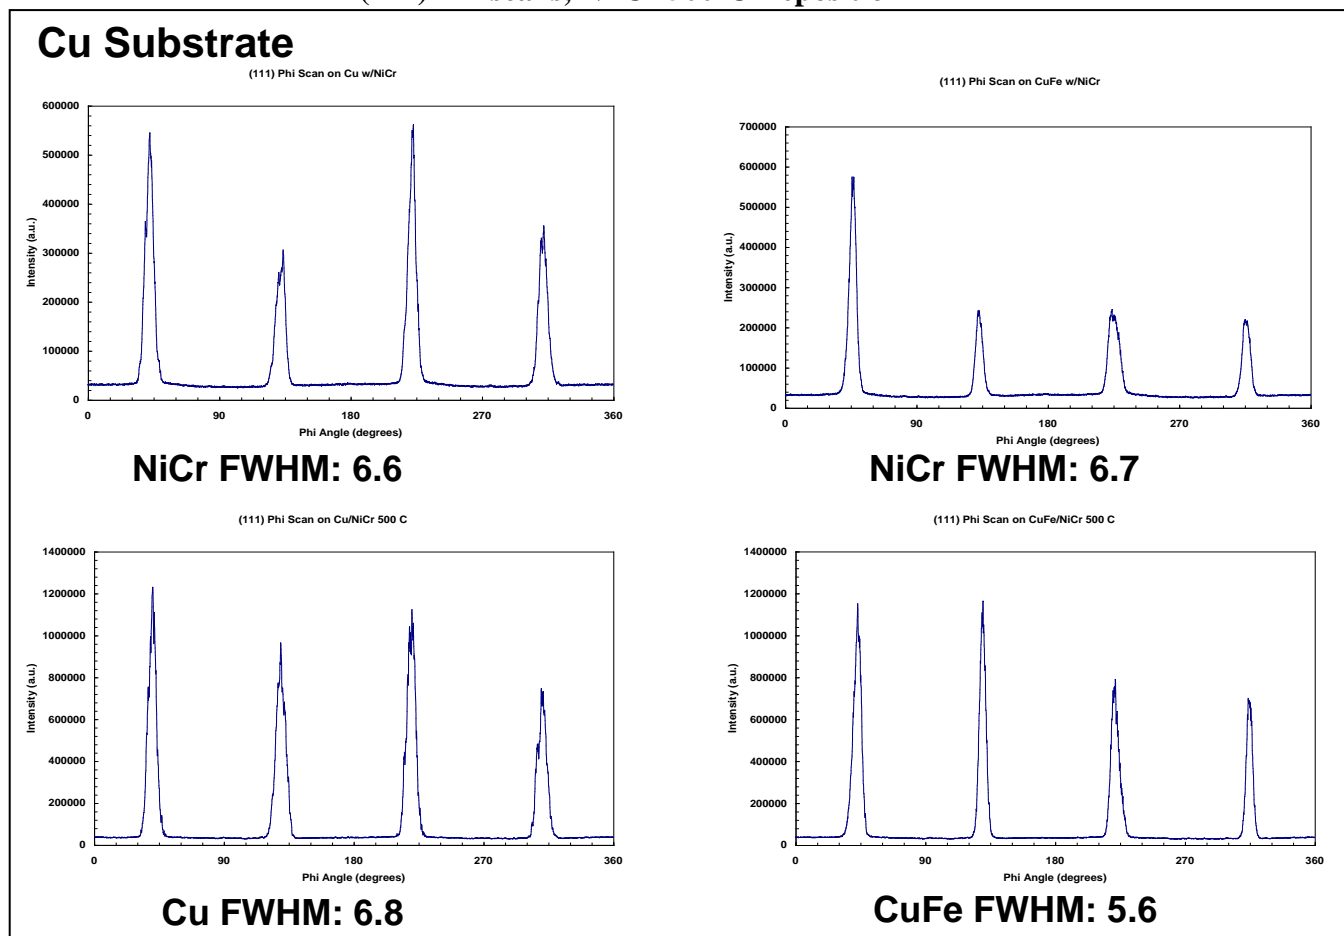 Cu Substrate
(111) Phi Scan on Cu w/NiCr
600000
500000
400000
300000
200000
100000
0
Intensity (a.u.)
0 90 180 270 360
Phi Angle (degrees)
NiCr FWHM: 6.6
(111) Phi Scan on CuFe w/NiCr
700000
600000
500000
400000
300000
200000
100000
0
Intensity (a.u.)
0 90 180 270 360
Phi Angle (degrees)
NiCr FWHM: 6.7
(111) Phi Scan on Cu/NiCr 500 C
1400000
1200000
1000000
800000
600000
400000
200000
0
Intensity (a.u.)
0 90 180 270 360
Phi Angle (degrees)
Cu FWHM: 6.8
(111) Phi Scan on CuFe/NiCr 500 C
1400000
1200000
1000000
800000
600000
400000
200000
0
Intensity (a.u.)
0 90 180 270 360
Phi Angle (degrees)
CuFe FWHM: 5.6